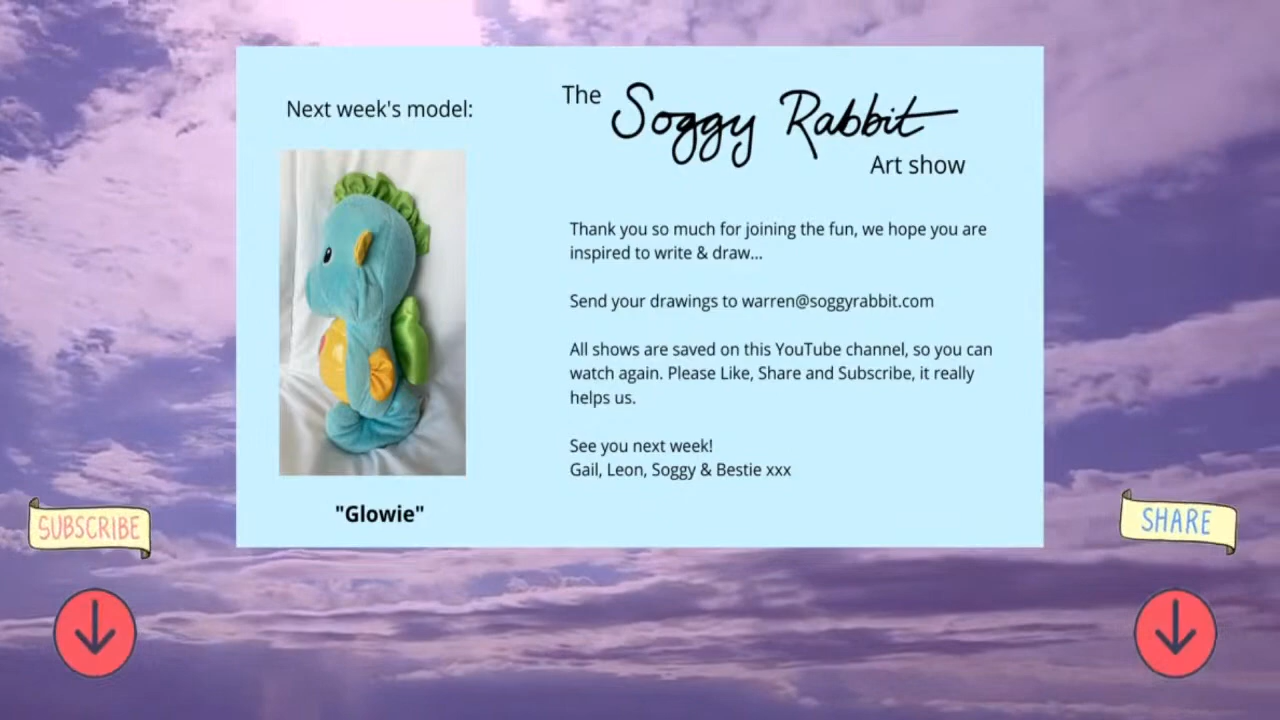 Next week's model:
"Glowie"
The Soggy Rabbit
Art show
Thank you so much for joining the fun, we hope you are
inspired to write & draw...
Send your drawings to warren@soggyrabbit.com
All shows are saved on this YouTube channel, so you can
watch again. Please Like, Share and Subscribe, it really
helps us.
See you next week!
Gail, Leon, Soggy & Bestie xxx
SUBSCRIBE
SHARE